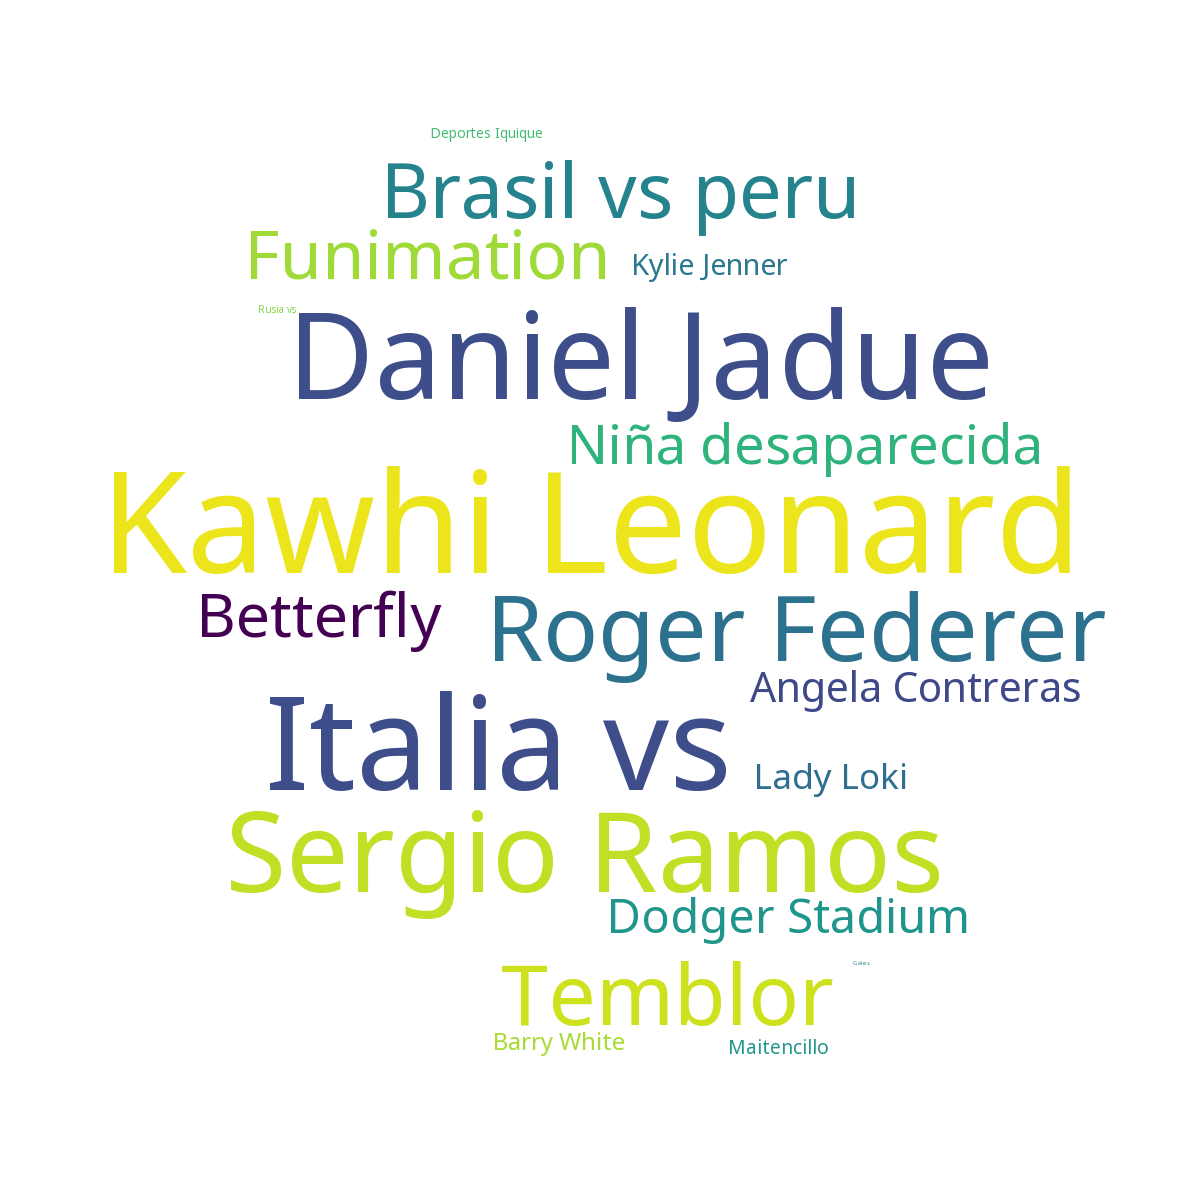 Deportes Iquique
Brasil vs peru
Funimation
Kylie Jenner
Rusia vs
Daniel Jadue
Niña desaparecida
Kawhi Leonard
Betterfly
Roger Federer
Angela Contreras
Italia vs
Lady Loki
Sergio Ramos
Dodger Stadium
Temblor
Gales
Barry White
Maitencillo